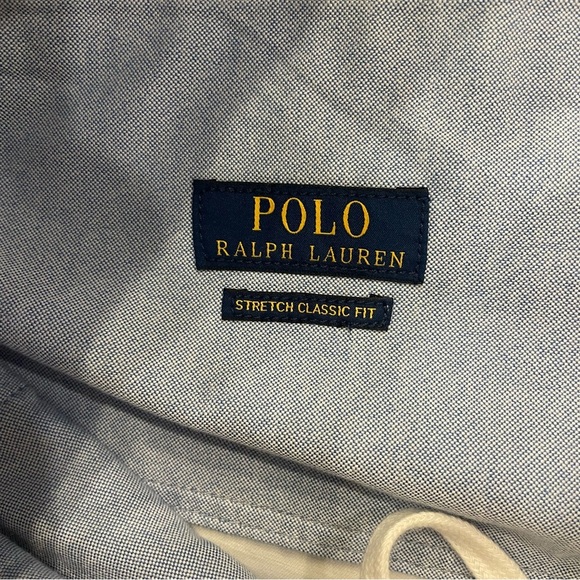 POLO
RALPH LAUREN
STRETCH CLASSIC FIT